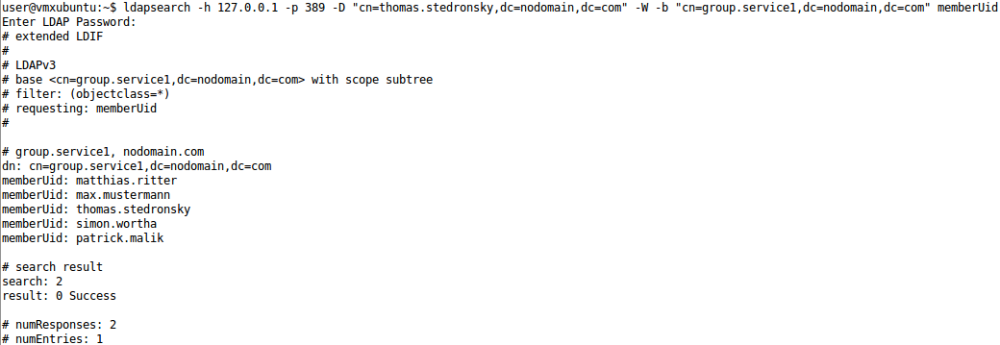 user@vmxubuntu:~$ ldapsearch -h 127.0.0.1 -p 389 -D "cn=thomas.stedronsky,dc=nodomain,dc=com" -W -b "cn=group.service1,dc=nodomain,dc=com" memberUid
Enter LDAP Password:
# extended LDIF
#
# LDAPv3
# base <cn=group.service1,dc=nodomain,dc=com> with scope subtree
# filter: (objectclass=*)
# requesting: memberUid
#

# group.service1, nodomain.com
dn: cn=group.service1,dc=nodomain,dc=com
memberUid: matthias.ritter
memberUid: max.mustermann
memberUid: thomas.stedronsky
memberUid: simon.wortha
memberUid: patrick.malik

# search result
search: 2
result: 0 Success

# numResponses: 2
# numEntries: 1